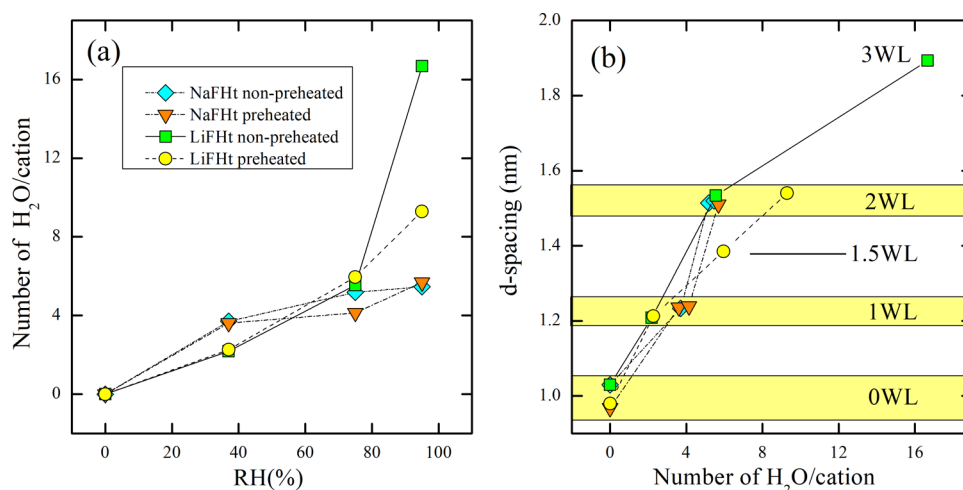 (a)
NaFHt non-preheated
NaFHt preheated
LiFHt non-preheated
LiFHt preheated
Number of H₂O/cation
16
12
8
4
0
0 20 40 60 80 100
RH(%)
(b)
3WL
2WL
1.5WL
1WL
0WL
d-spacing (nm)
2.0
1.8
1.6
1.4
1.2
1.0
0 4 8 12 16
Number of H₂O/cation